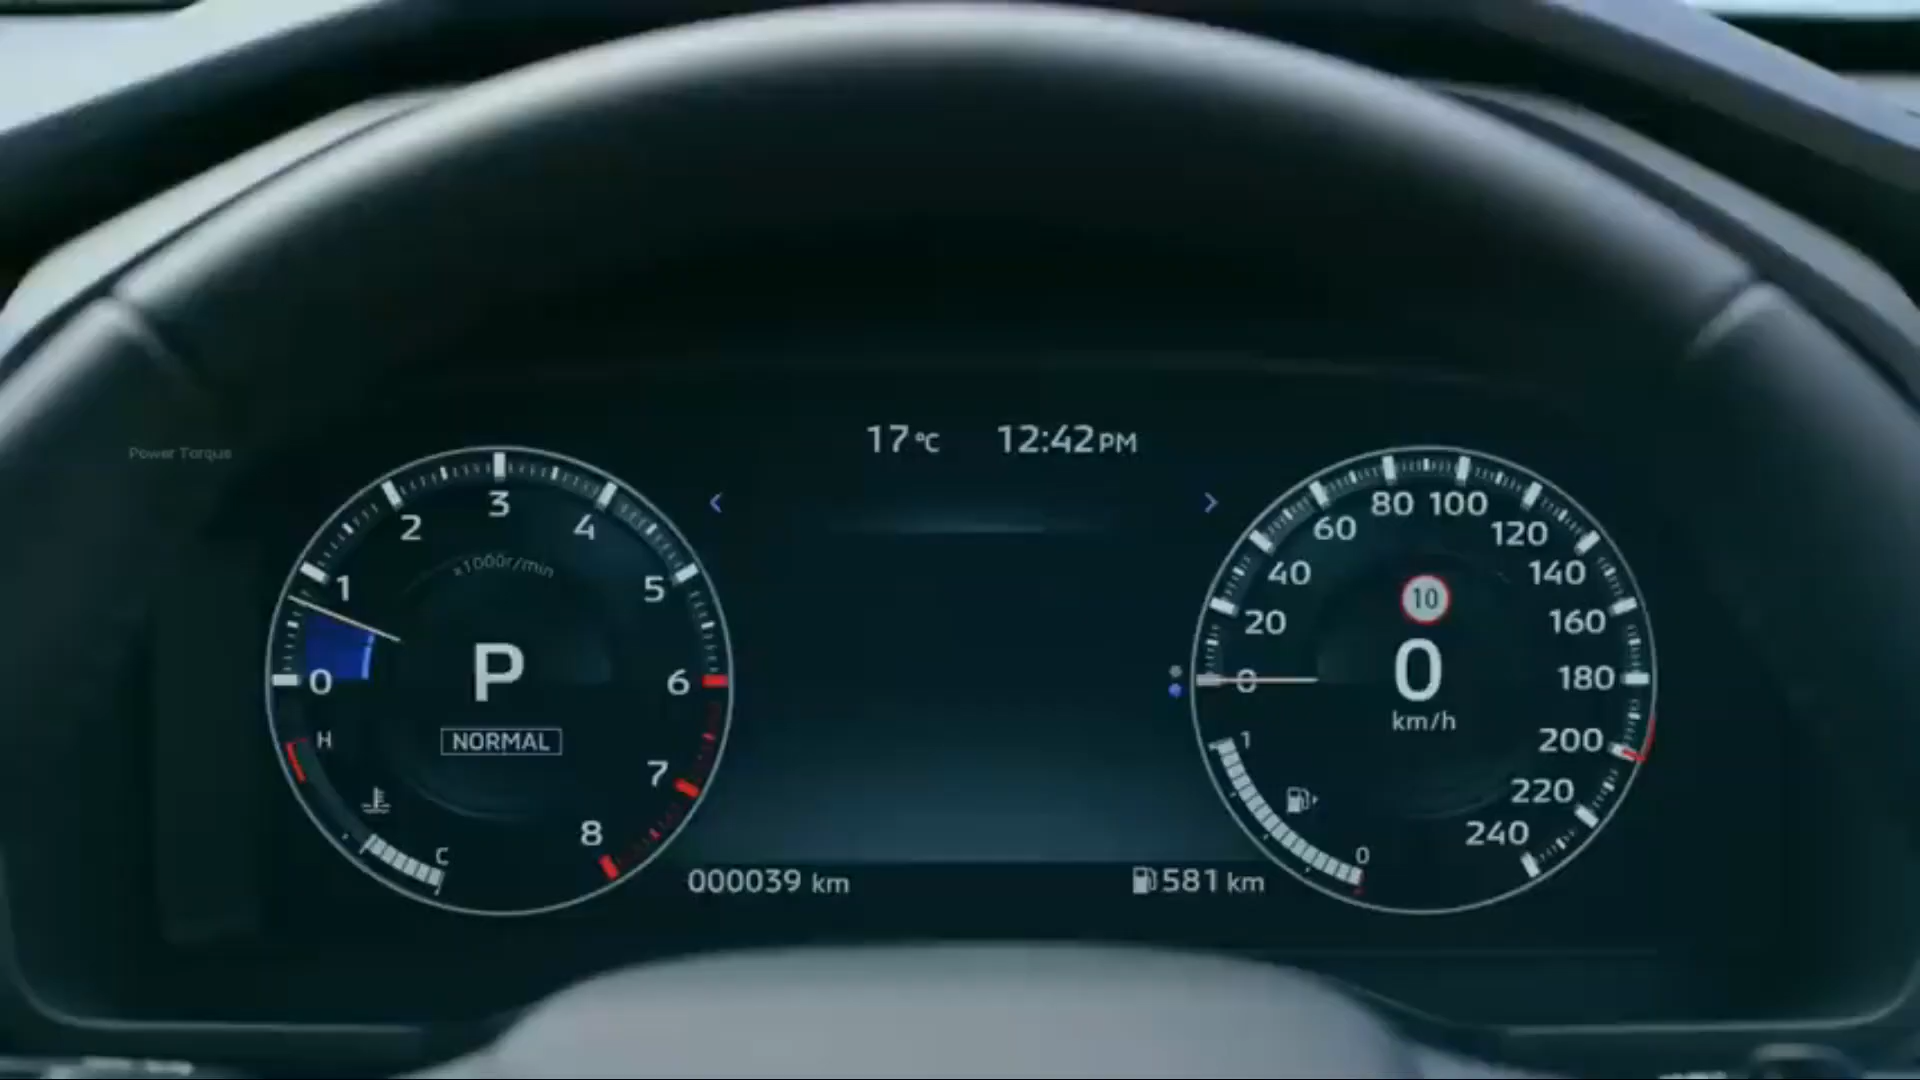 17°C 12:42PM
Power Torque
< >
0 1 2 3 4 5 6 7 8
x1000r/min
P
NORMAL
H
C
0 20 40 60 80 100 120 140 160 180 200 220 240
10
0
km/h
1
0
000039 km
581 km